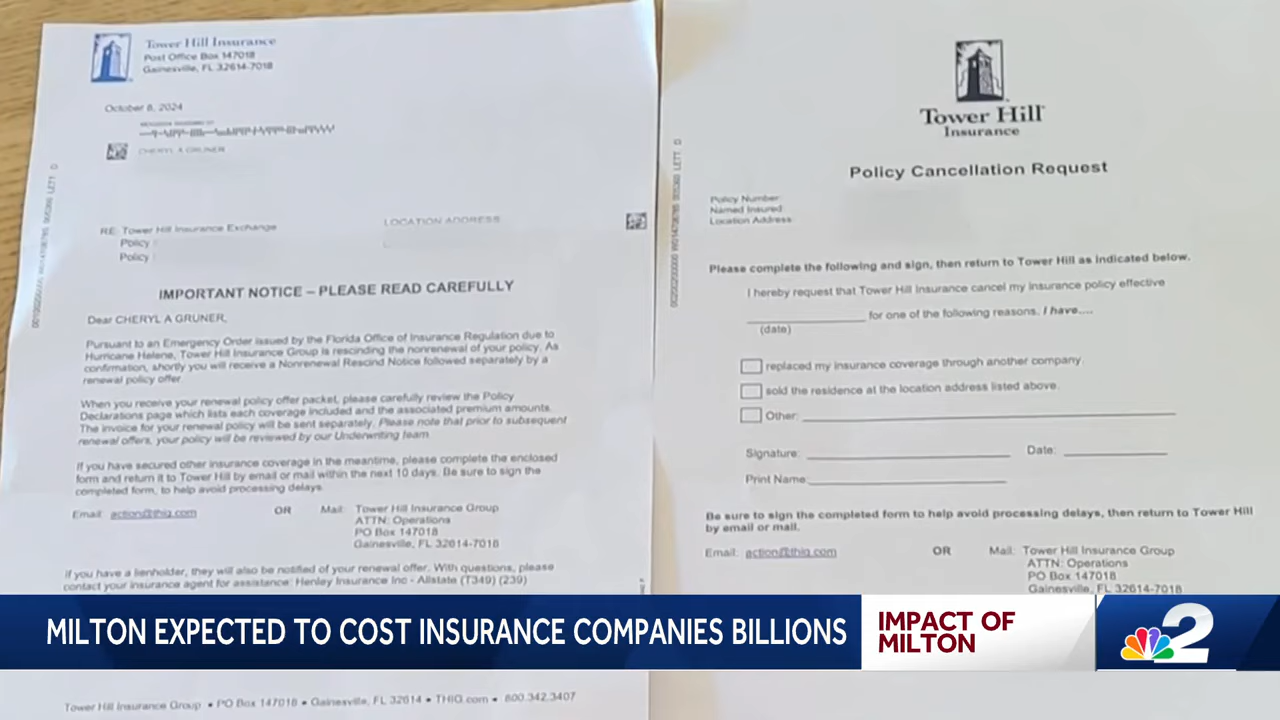 Tower Hill Insurance
Post Office Box 147018
Gainesville, FL 32614-7018
October 8, 2024
CHERYL A GRUNER
LOCATION ADDRESS
RE: Tower Hill Insurance Exchange
Policy :
Policy :
IMPORTANT NOTICE – PLEASE READ CAREFULLY
Dear CHERYL A GRUNER,
Pursuant to an Emergency Order issued by the Florida Office of Insurance Regulation due to
Hurricane Helene, Tower Hill Insurance Group is rescinding the nonrenewal of your policy. As
confirmation, shortly you will receive a Nonrenewal Rescind Notice followed separately by a
renewal policy offer.
When you receive your renewal policy offer packet, please carefully review the Policy
Declarations page which lists each coverage included and the associated premium amounts.
The invoice for your renewal policy will be sent separately. Please note that prior to subsequent
renewal offers, your policy will be reviewed by our Underwriting team.
If you have secured other insurance coverage in the meantime, please complete the enclosed
form and return it to Tower Hill by email or mail within the next 10 days. Be sure to sign the
completed form, to help avoid processing delays.
Email: action@thig.com OR Mail: Tower Hill Insurance Group
ATTN: Operations
PO Box 147018
Gainesville, FL 32614-7018
If you have a lienholder, they will also be notified of your renewal offer. With questions, please
contact your insurance agent for assistance: Henley Insurance Inc - Allstate (T349) (239)
Tower Hill Insurance Group • PO Box 147018 • Gainesville, FL 32614 • THIG.com • 800.342.3407
Tower Hill
Insurance
Policy Cancellation Request
Policy Number:
Named Insured:
Location Address:
Please complete the following and sign, then return to Tower Hill as indicated below.
I hereby request that Tower Hill Insurance cancel my insurance policy effective
for one of the following reasons. I have....
(date)
replaced my insurance coverage through another company.
sold the residence at the location address listed above.
Other:
Signature: Date:
Print Name:
Be sure to sign the completed form to help avoid processing delays, then return to Tower Hill
by email or mail.
Email: action@thig.com OR Mail: Tower Hill Insurance Group
ATTN: Operations
PO Box 147018
Gainesville, FL 32614-7018
MILTON EXPECTED TO COST INSURANCE COMPANIES BILLIONS
IMPACT OF
MILTON
2